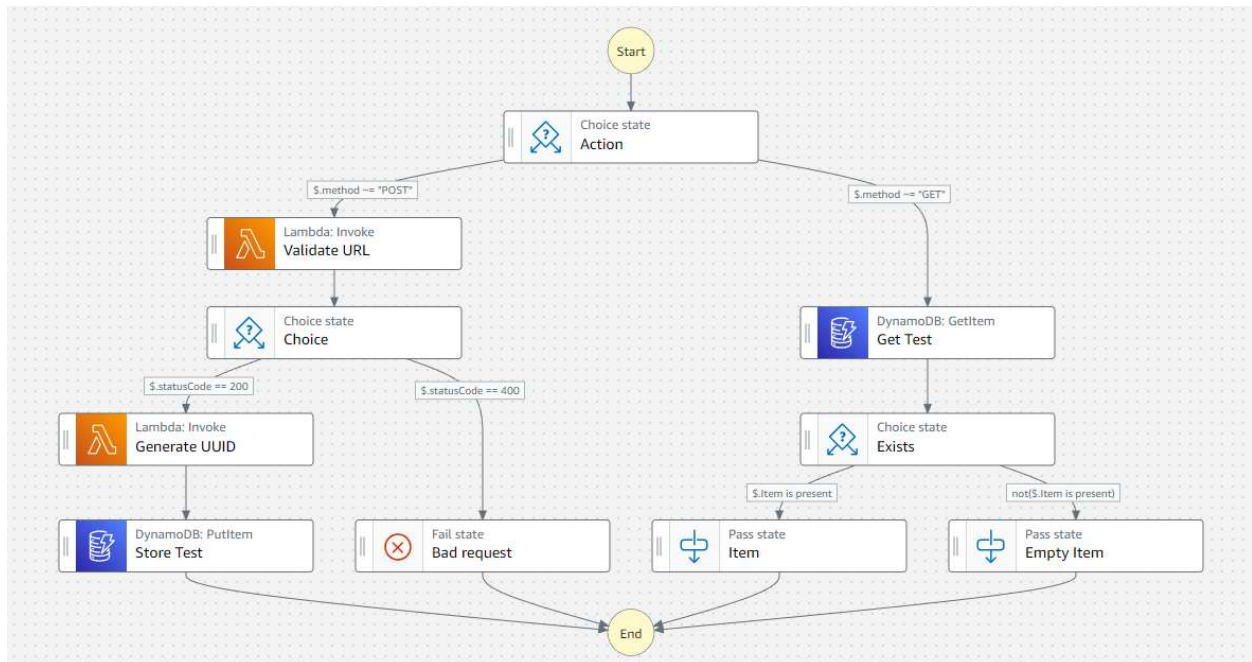 Start
Choice state
Action
$.method ~= "POST"
$.method ~= "GET"
Lambda: Invoke
Validate URL
Choice state
Choice
DynamoDB: GetItem
Get Test
$.statusCode == 200
$.statusCode == 400
Lambda: Invoke
Generate UUID
Choice state
Exists
$.Item is present
not($.Item is present)
DynamoDB: PutItem
Store Test
Fail state
Bad request
Pass state
Item
Pass state
Empty Item
End